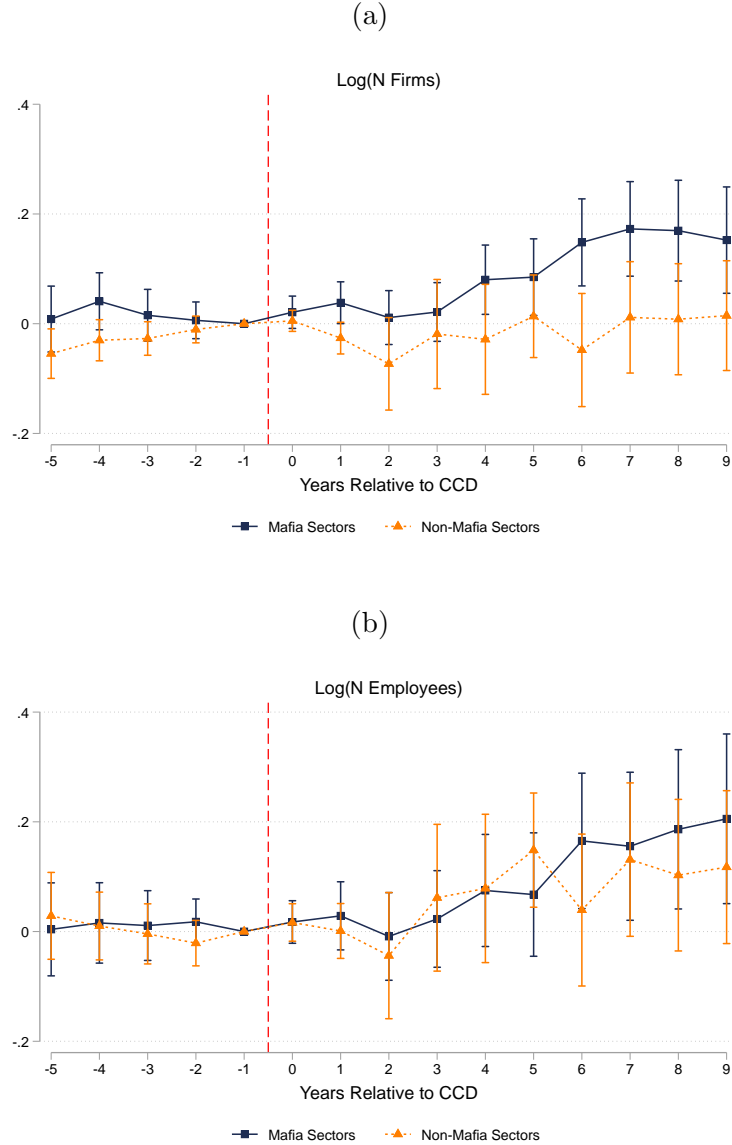 (a)
Log(N Firms)
.4
.2
0
-.2
-5 -4 -3 -2 -1 0 1 2 3 4 5 6 7 8 9
Years Relative to CCD
Mafia Sectors Non-Mafia Sectors
(b)
Log(N Employees)
.4
.2
0
-.2
-5 -4 -3 -2 -1 0 1 2 3 4 5 6 7 8 9
Years Relative to CCD
Mafia Sectors Non-Mafia Sectors